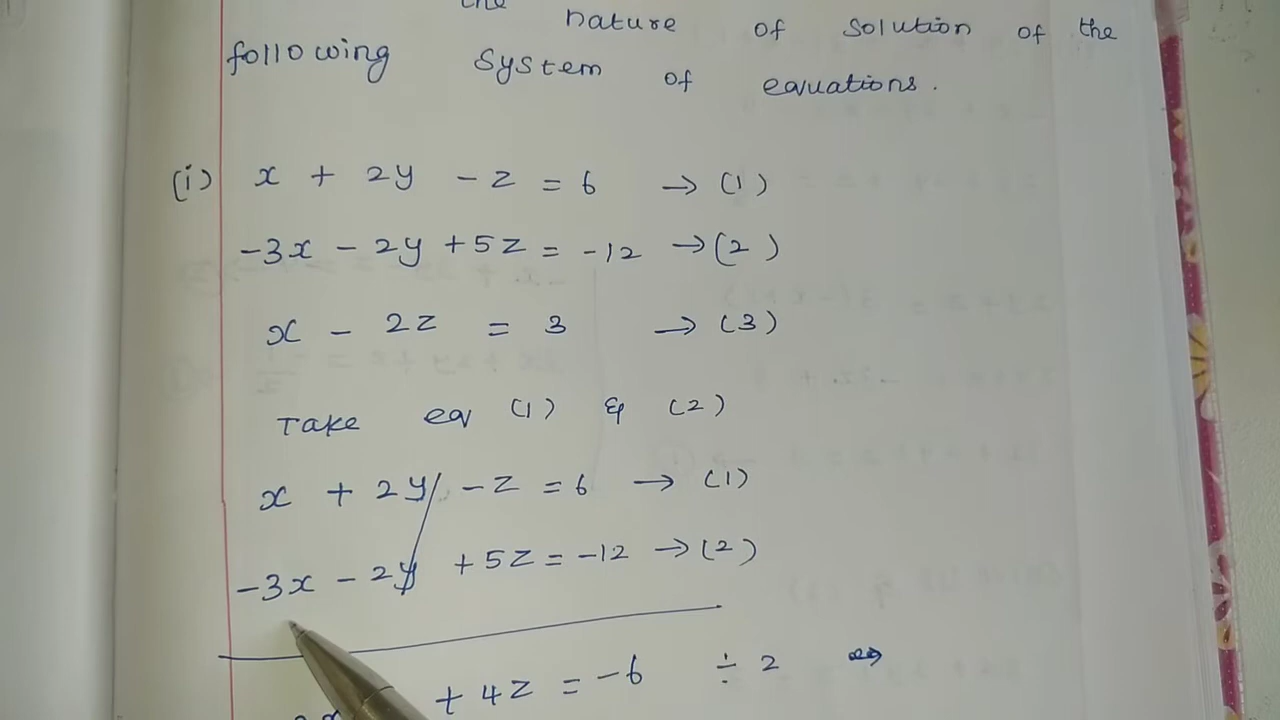 the nature of solution of the
following system of equations.
(i) x + 2y - z = 6 → (1)
-3x - 2y + 5z = -12 → (2)
x - 2z = 3 → (3)
Take eq (1) & (2)
x + 2y - z = 6 → (1)
-3x - 2y + 5z = -12 → (2)
+ 4z = -6 ÷ 2 ⇒